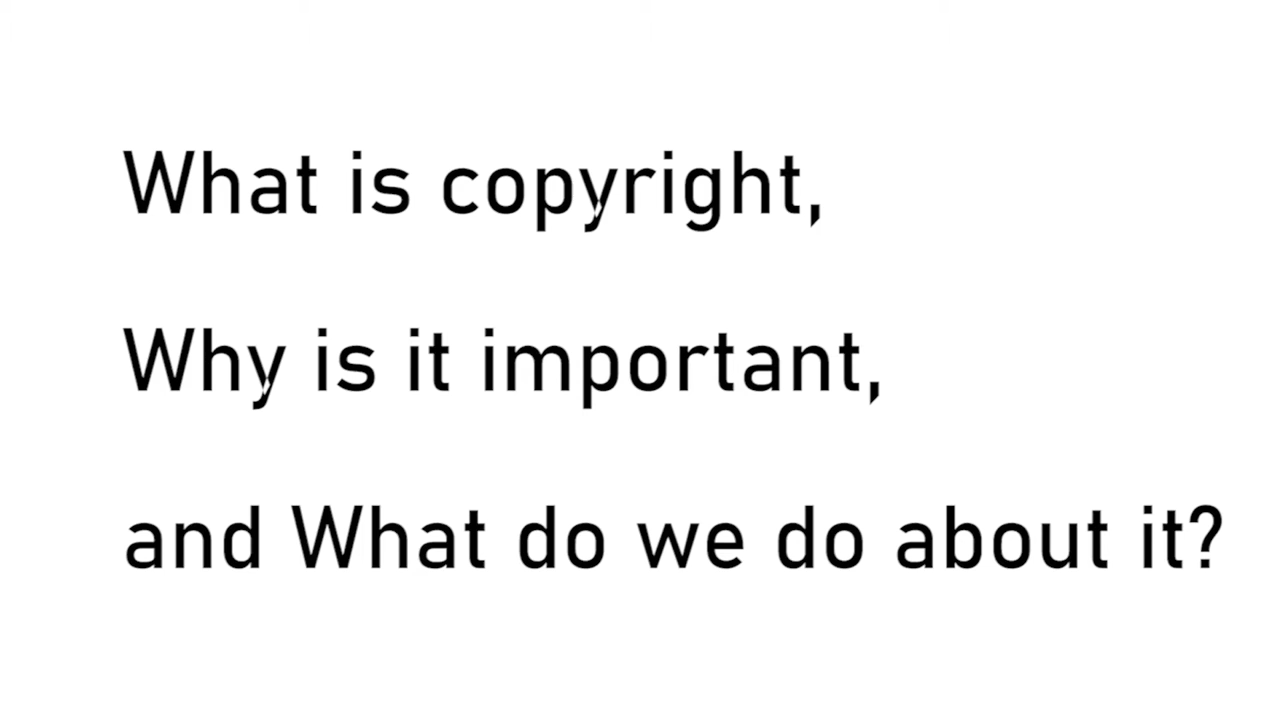 What is copyright,
Why is it important,
and What do we do about it?